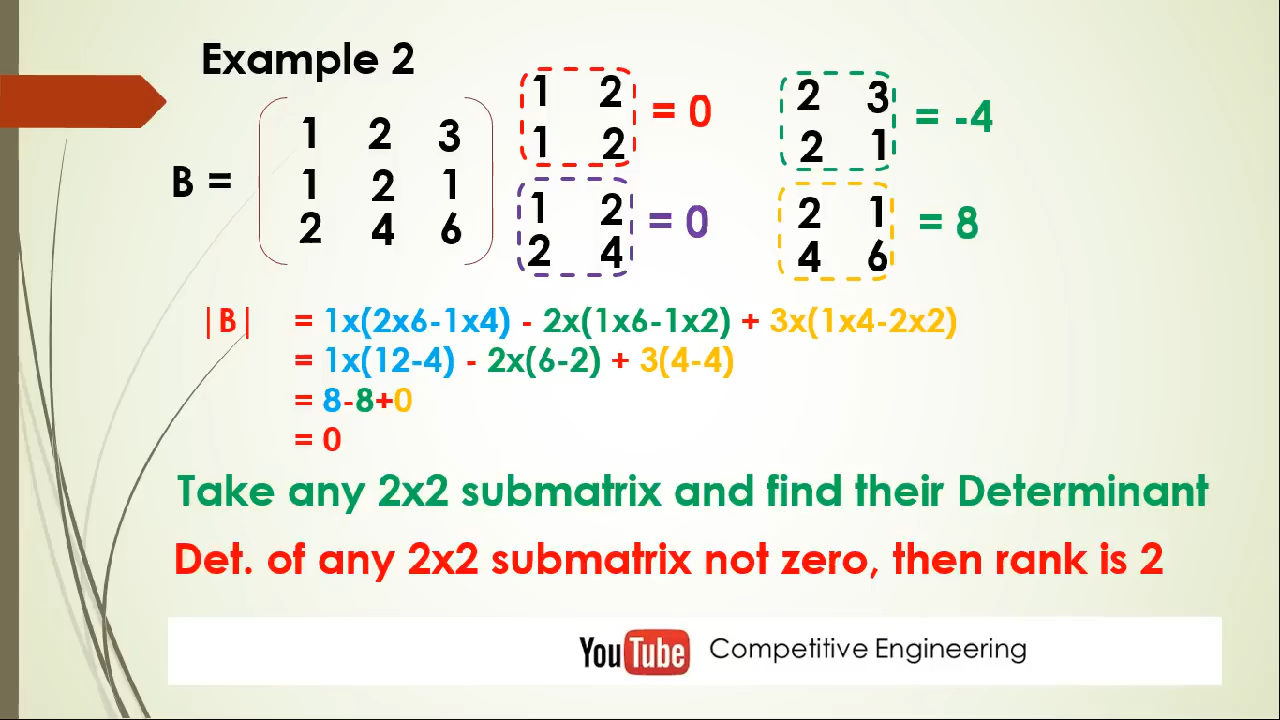 Example 2
B =
1 2 3
1 2 1
2 4 6
1 2
1 2
= 0
2 3
2 1
= -4
1 2
2 4
= 0
2 1
4 6
= 8
|B| = 1x(2x6-1x4) - 2x(1x6-1x2) + 3x(1x4-2x2)
= 1x(12-4) - 2x(6-2) + 3(4-4)
= 8-8+0
= 0
Take any 2x2 submatrix and find their Determinant
Det. of any 2x2 submatrix not zero, then rank is 2
YouTube Competitive Engineering